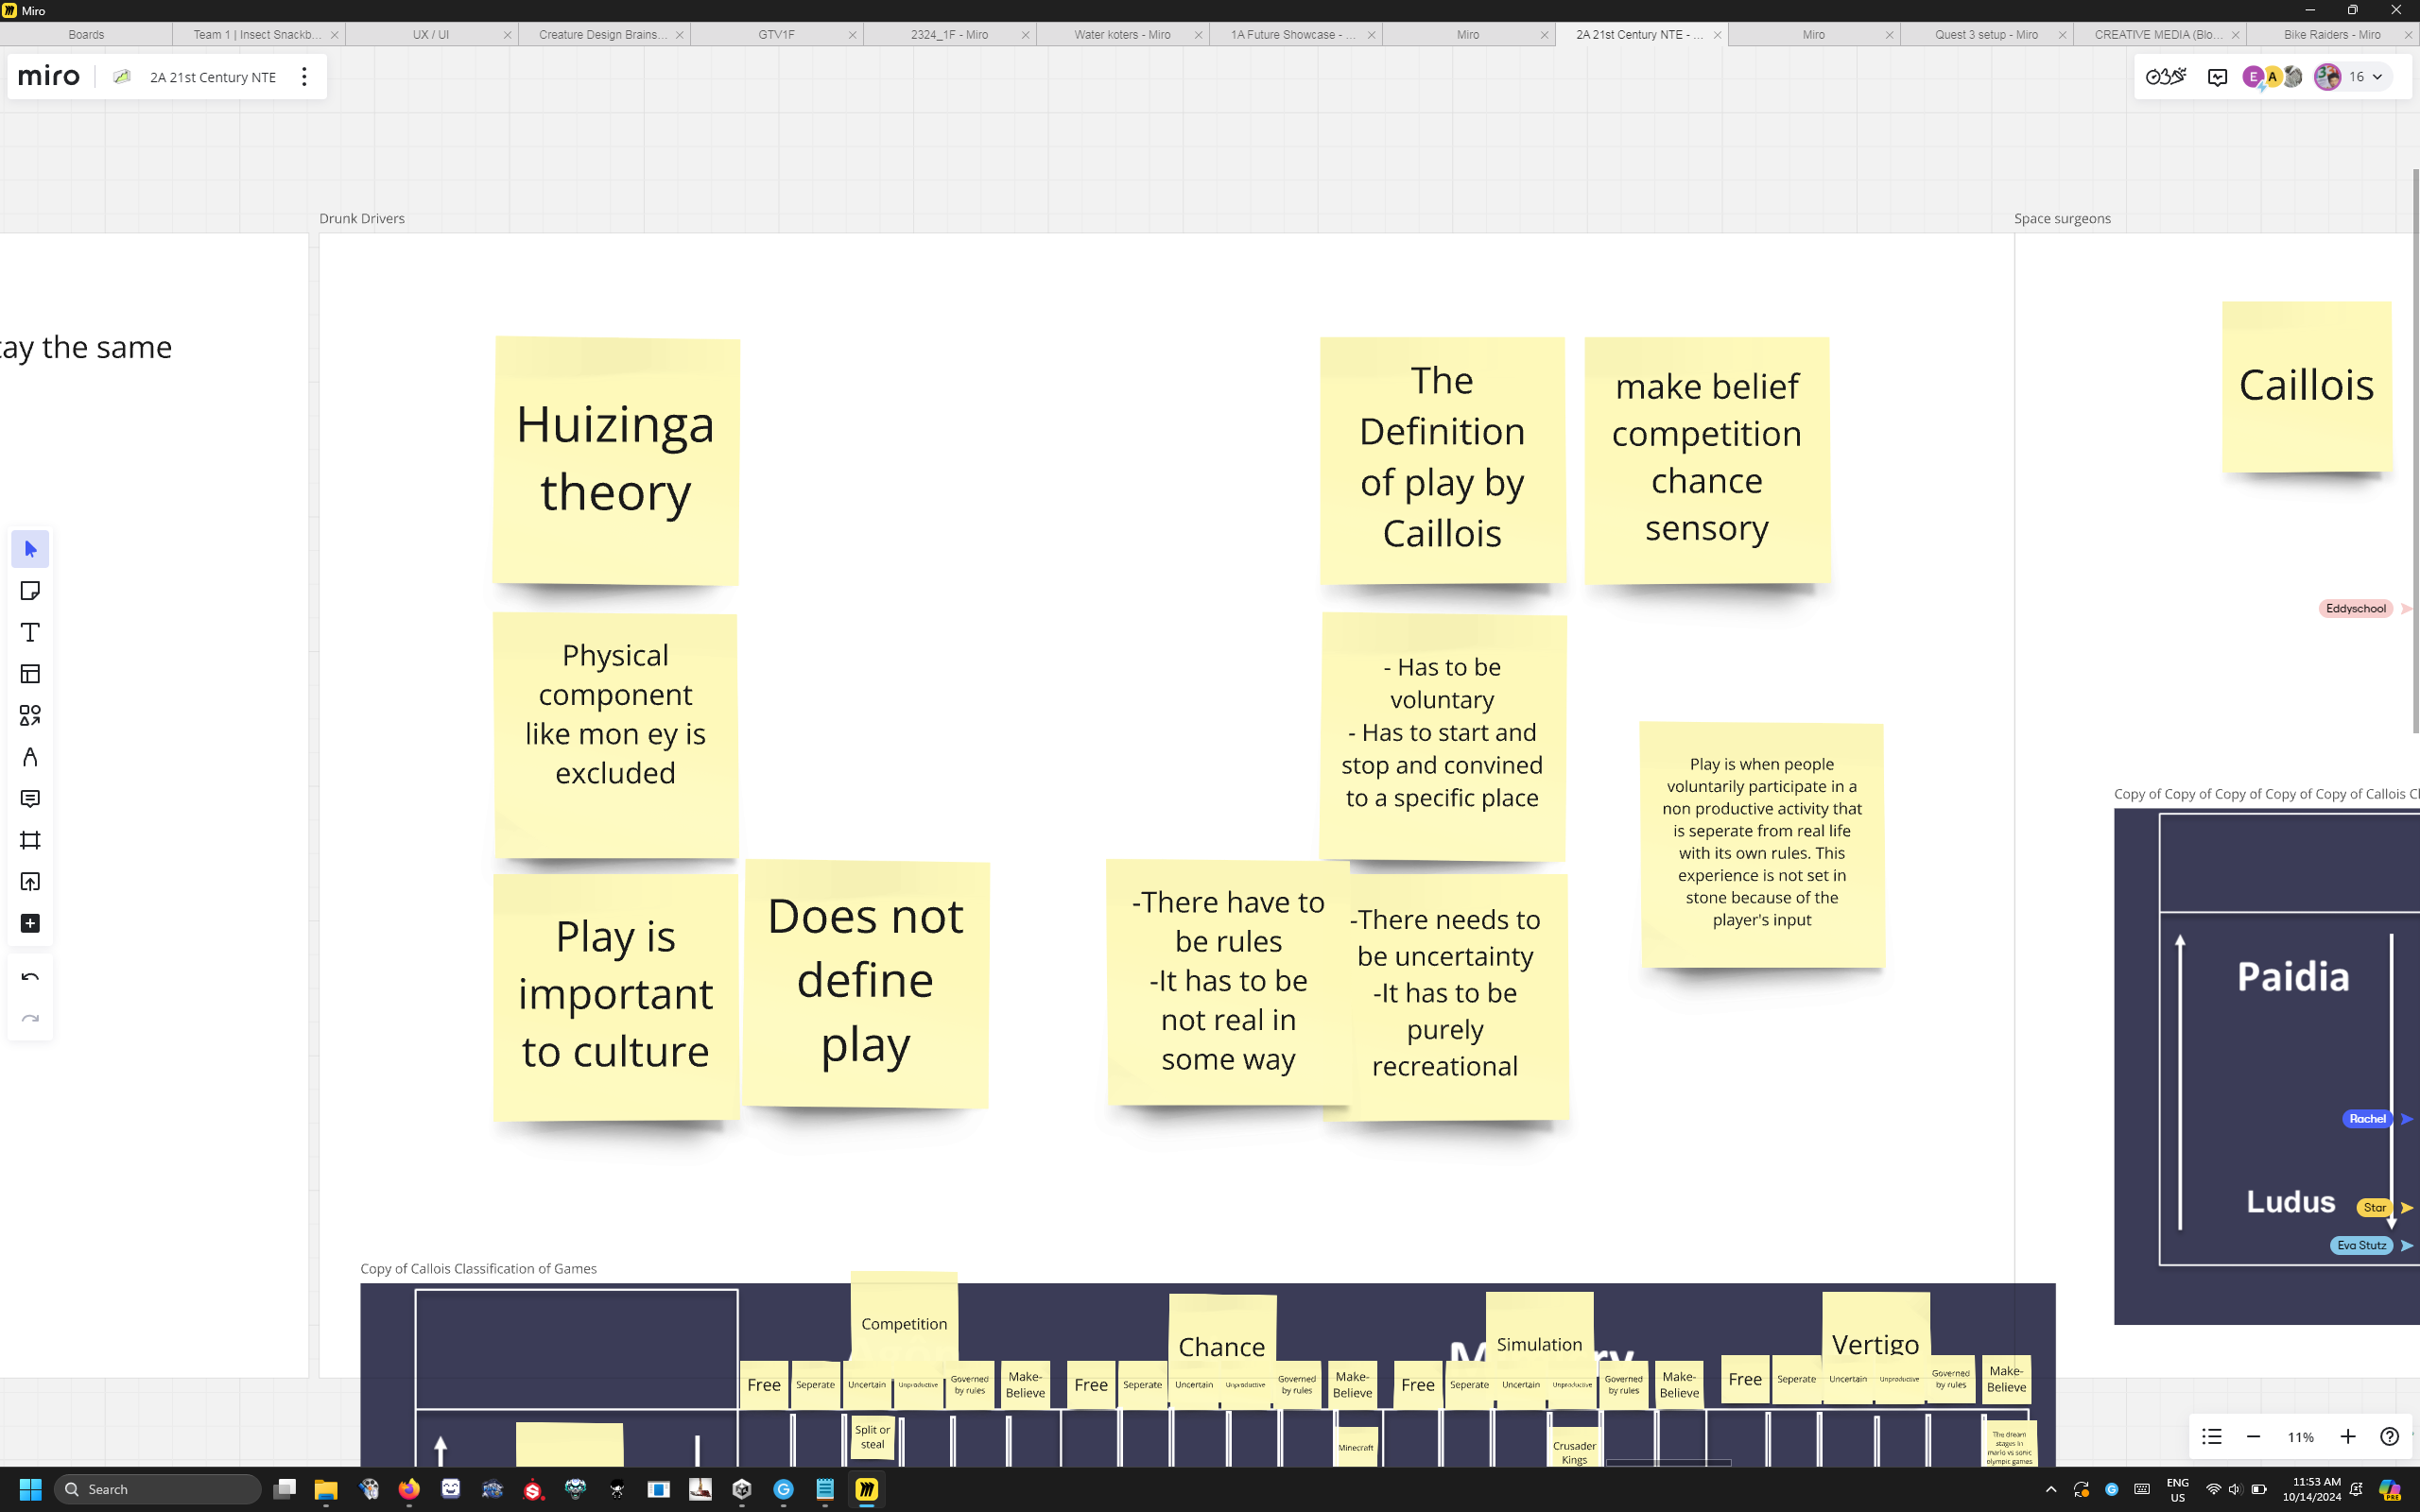 Miro
Boards
Team 1 | Insect Snackb...
UX / UI
Creature Design Brains...
GTV1F
2324_1F - Miro
Water koters - Miro
1A Future Showcase - ...
Miro
2A 21st Century NTE - ...
Miro
Quest 3 setup - Miro
CREATIVE MEDIA (Blo...
Bike Raiders - Miro
miro
2A 21st Century NTE
E
A
16
Drunk Drivers
Space surgeons
tay the same
Huizinga
theory
The
Definition
of play by
Caillois
make belief
competition
chance
sensory
Caillois
Eddyschool
Physical
component
like mon ey is
excluded
- Has to be
voluntary
- Has to start and
stop and convined
to a specific place
Play is when people
voluntarily participate in a
non productive activity that
is seperate from real life
with its own rules. This
experience is not set in
stone because of the
player's input
Copy of Copy of Copy of Copy of Copy of Callois Cl
Play is
important
to culture
Does not
define
play
-There have to
be rules
-It has to be
not real in
some way
-There needs to
be uncertainty
-It has to be
purely
recreational
Paidia
Rachel
Ludus
Star
Eva Stutz
Copy of Callois Classification of Games
Competition
Chance
Simulation
Vertigo
Free
Seperate
Uncertain
Unproductive
Governed
by rules
Make-
Believe
Free
Seperate
Uncertain
Unproductive
Governed
by rules
Make-
Believe
Free
Seperate
Uncertain
Unproductive
Governed
by rules
Make-
Believe
Free
Seperate
Uncertain
Unproductive
Governed
by rules
Make-
Believe
Split or
steal
Minecraft
Crusader
Kings
The dream
stages in
mario vs sonic
olympic games
11%
Search
ENG
US
11:53 AM
10/14/2024
PRE